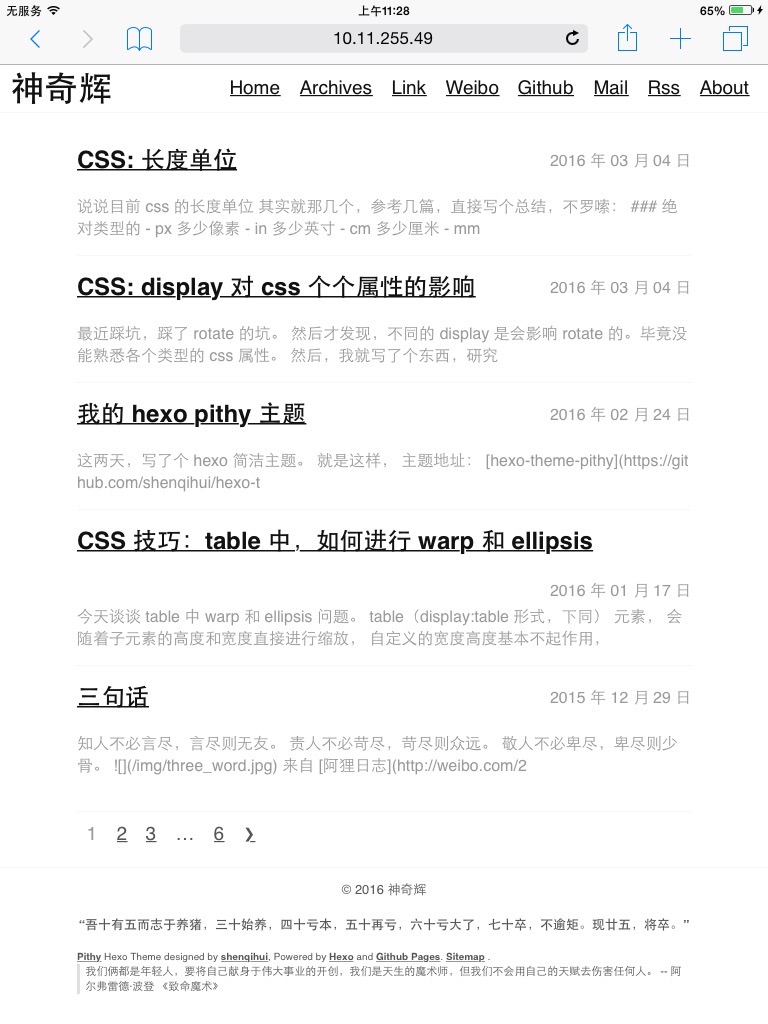 无服务 上午11:28 65%
10.11.255.49
神奇辉 Home Archives Link Weibo Github Mail Rss About
CSS: 长度单位 2016 年 03 月 04 日
说说目前 css 的长度单位 其实就那几个，参考几篇，直接写个总结，不罗嗦： ### 绝
对类型的 - px 多少像素 - in 多少英寸 - cm 多少厘米 - mm
CSS: display 对 css 个个属性的影响 2016 年 03 月 04 日
最近踩坑，踩了 rotate 的坑。 然后才发现，不同的 display 是会影响 rotate 的。毕竟没
能熟悉各个类型的 css 属性。 然后，我就写了个东西，研究
我的 hexo pithy 主题 2016 年 02 月 24 日
这两天，写了个 hexo 简洁主题。 就是这样， 主题地址： [hexo-theme-pithy](https://git
hub.com/shenqihui/hexo-t
CSS 技巧：table 中，如何进行 warp 和 ellipsis
2016 年 01 月 17 日
今天谈谈 table 中 warp 和 ellipsis 问题。 table（display:table 形式，下同） 元素， 会
随着子元素的高度和宽度直接进行缩放， 自定义的宽度高度基本不起作用，
三句话 2015 年 12 月 29 日
知人不必言尽，言尽则无友。 责人不必苛尽，苛尽则众远。 敬人不必卑尽，卑尽则少
骨。 ![](/img/three_word.jpg) 来自 [阿狸日志](http://weibo.com/2
1 2 3 … 6 ❯
© 2016 神奇辉
“吾十有五而志于养猪，三十始养，四十亏本，五十再亏，六十亏大了，七十卒，不逾矩。现廿五，将卒。”
Pithy Hexo Theme designed by shenqihui, Powered by Hexo and Github Pages. Sitemap .
我们俩都是年轻人，要将自己献身于伟大事业的开创，我们是天生的魔术师，但我们不会用自己的天赋去伤害任何人。 -- 阿
尔弗雷德·波登 《致命魔术》